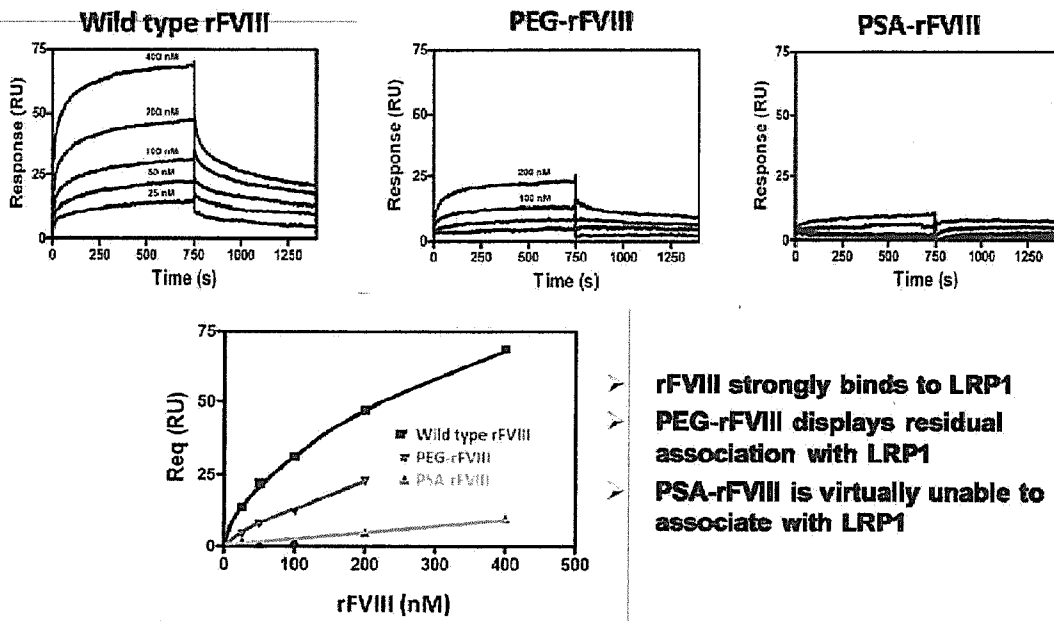 Wild type rFVIII
PEG-rFVIII
PSA-rFVIII
75
50
25
0
Response (RU)
400 nM
200 nM
100 nM
50 nM
25 nM
0 250 500 750 1000 1250
Time (s)
75
50
25
0
Response (RU)
200 nM
100 nM
0 250 500 750 1000 1250
Time (s)
75
50
25
0
Response (RU)
0 250 500 750 1000 1250
Time (s)
75
50
25
0
Req (RU)
Wild type rFVIII
PEG-rFVIII
PSA-rFVIII
0 100 200 300 400 500
rFVIII (nM)
➢ rFVIII strongly binds to LRP1
➢ PEG-rFVIII displays residual
association with LRP1
➢ PSA-rFVIII is virtually unable to
associate with LRP1